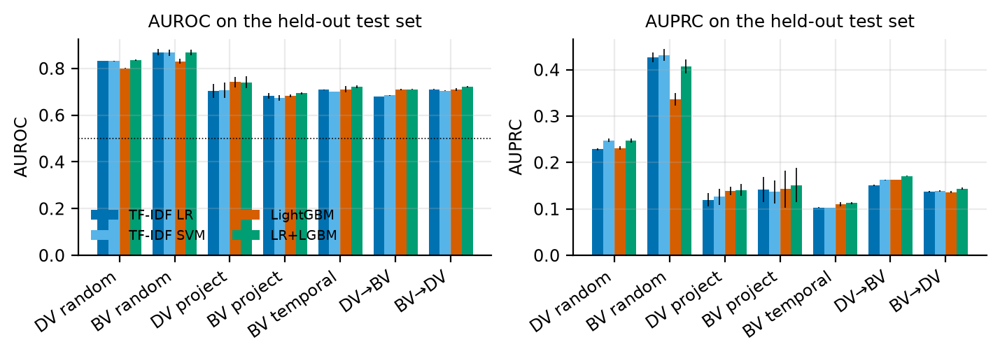 AUROC on the held-out test set
AUROC
0.8
0.6
0.4
0.2
0.0
TF-IDF LR
TF-IDF SVM
LightGBM
LR+LGBM
DV random
BV random
DV project
BV project
BV temporal
DV→BV
BV→DV
AUPRC on the held-out test set
AUPRC
0.4
0.3
0.2
0.1
0.0
DV random
BV random
DV project
BV project
BV temporal
DV→BV
BV→DV